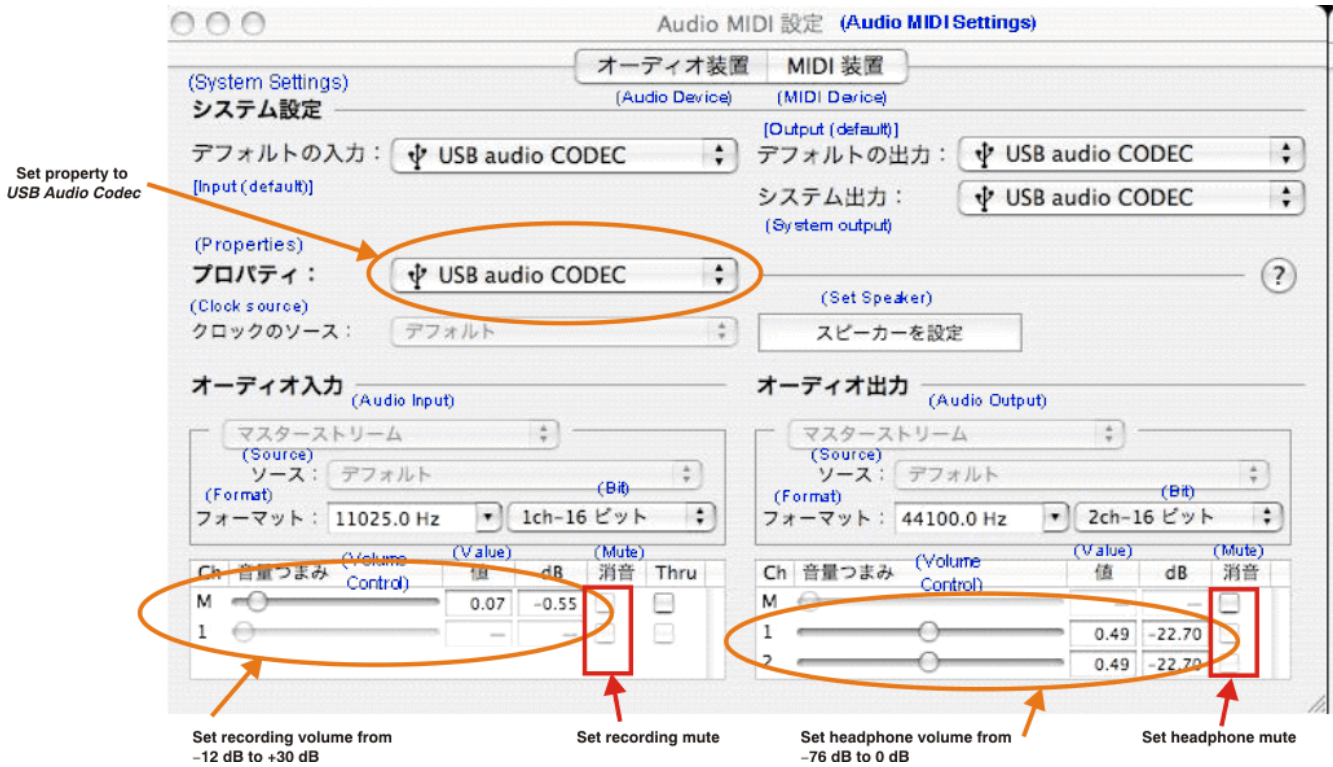 Audio MIDI 設定 (Audio MIDI Settings)
オーディオ装置 MIDI 装置
(Audio Device) (MIDI Device)
(System Settings)
システム設定
デフォルトの入力: USB audio CODEC
[Input (default)]
[Output (default)]
デフォルトの出力: USB audio CODEC
システム出力: USB audio CODEC
(System output)
Set property to
USB Audio Codec
(Properties)
プロパティ: USB audio CODEC
?
(Clock source)
クロックのソース: デフォルト
(Set Speaker)
スピーカーを設定
オーディオ入力
(Audio Input)
マスターストリーム
(Source)
ソース: デフォルト
(Format) (Bit)
フォーマット: 11025.0 Hz 1ch-16 ビット
(Volume Control) (Value) (Mute)
Ch 音量つまみ 値 dB 消音 Thru
M 0.07 -0.55
1 — —
オーディオ出力
(Audio Output)
マスターストリーム
(Source)
ソース: デフォルト
(Format) (Bit)
フォーマット: 44100.0 Hz 2ch-16 ビット
(Volume Control) (Value) (Mute)
Ch 音量つまみ 値 dB 消音
M — —
1 0.49 -22.70
2 0.49 -22.70
Set recording volume from
–12 dB to +30 dB
Set recording mute
Set headphone volume from
–76 dB to 0 dB
Set headphone mute